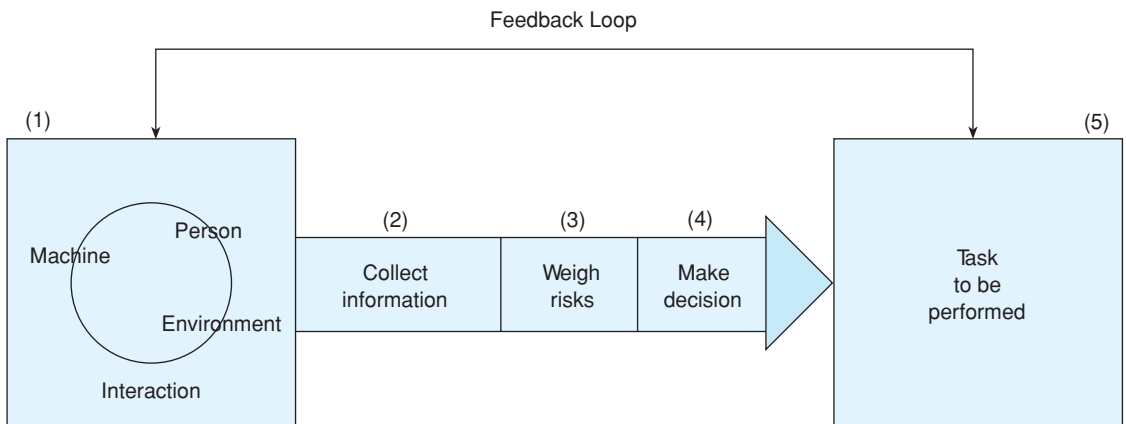 Feedback Loop
(1)
(5)
Person
Machine
Environment
Interaction
(2)
(3)
(4)
Collect
information
Weigh
risks
Make
decision
Task
to be
performed